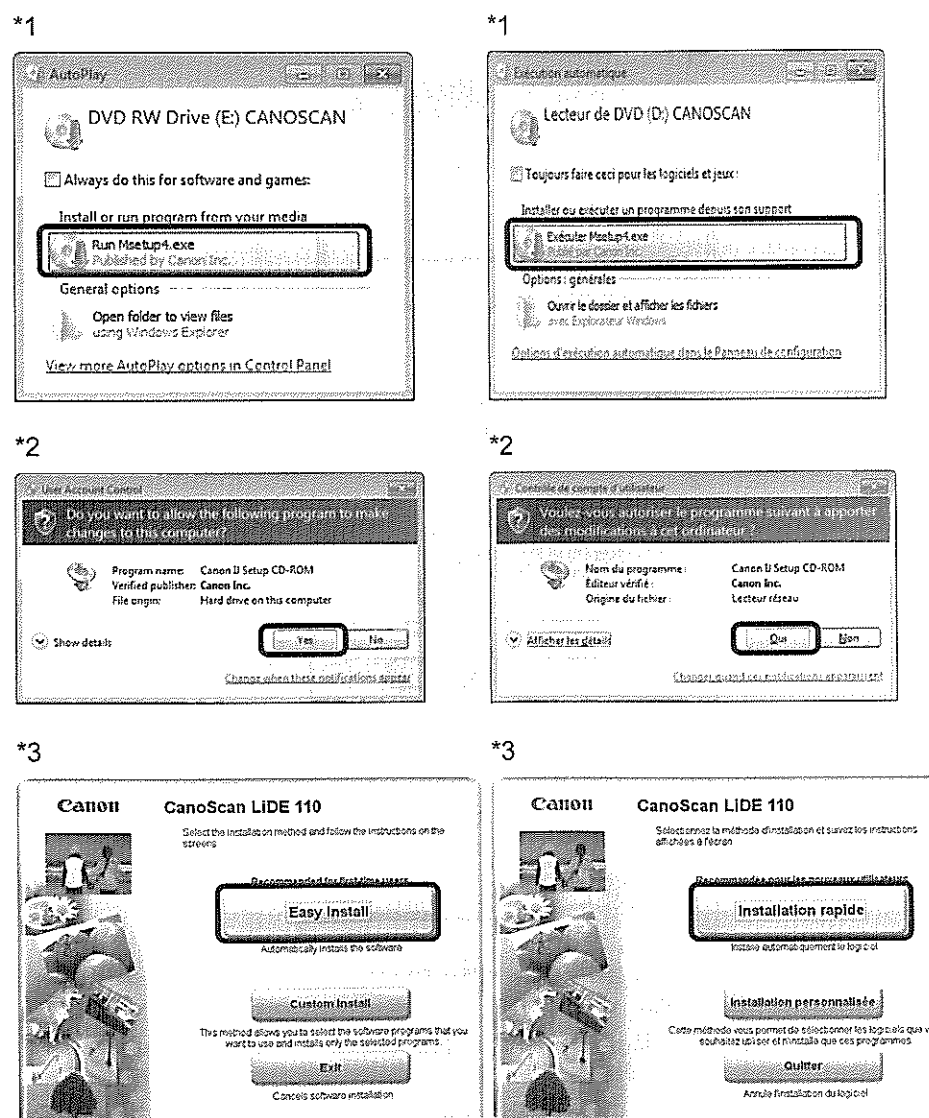 *1
AutoPlay
DVD RW Drive (E:) CANOSCAN
Always do this for software and games:
Install or run program from your media
Run Msetup4.exe
Published by Canon Inc.
General options
Open folder to view files
using Windows Explorer
View more AutoPlay options in Control Panel
*1
Exécution automatique
Lecteur de DVD (D:) CANOSCAN
Toujours faire ceci pour les logiciels et jeux :
Installer ou exécuter un programme depuis son support
Exécuter Msetup4.exe
Publié par Canon Inc.
Options : générales
Ouvrir le dossier et afficher les fichiers
avec Explorateur Windows
Options d'exécution automatique dans le Panneau de configuration
*2
User Account Control
Do you want to allow the following program to make
changes to this computer?
Program name: Canon IJ Setup CD-ROM
Verified publisher: Canon Inc.
File origin: Hard drive on this computer
Show details
Yes No
Change when these notifications appear
*2
Contrôle de compte d'utilisateur
Voulez-vous autoriser le programme suivant à apporter
des modifications à cet ordinateur ?
Nom du programme : Canon IJ Setup CD-ROM
Éditeur vérifié : Canon Inc.
Origine du fichier : Lecteur réseau
Afficher les détails
Oui Non
Changer quand ces notifications apparaissent
*3
Canon CanoScan LiDE 110
Select the installation method and follow the instructions on the
screens
Recommended for first-time users
Easy Install
Automatically installs the software
Custom Install
This method allows you to select the software programs that you
want to use and installs only the selected programs.
Exit
Cancels software installation
*3
Canon CanoScan LiDE 110
Sélectionnez la méthode d'installation et suivez les instructions
affichées à l'écran
Recommandée pour les nouveaux utilisateurs
Installation rapide
Installe automatiquement le logiciel
Installation personnalisée
Cette méthode vous permet de sélectionner les logiciels que v
souhaitez utiliser et n'installe que ces programmes.
Quitter
Annule l'installation du logiciel